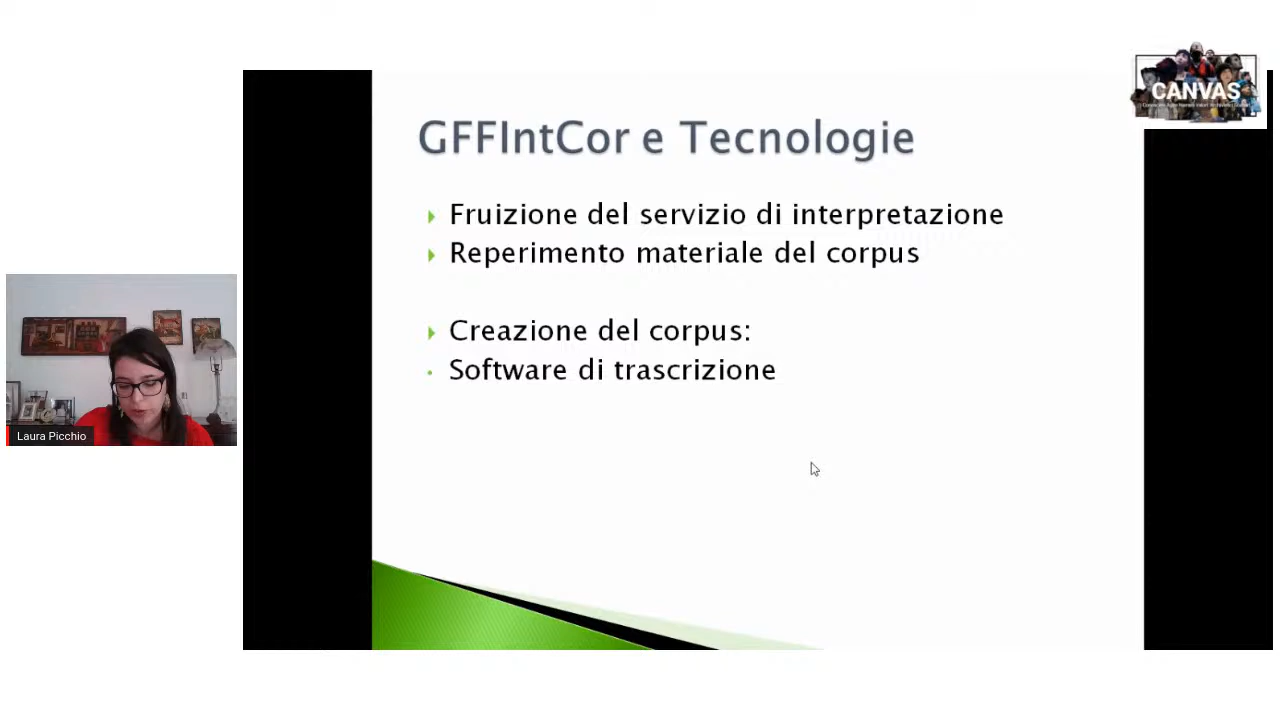 CANVAS
GFFIntCor e Tecnologie
Fruizione del servizio di interpretazione
Reperimento materiale del corpus
Creazione del corpus:
Software di trascrizione
Laura Picchio